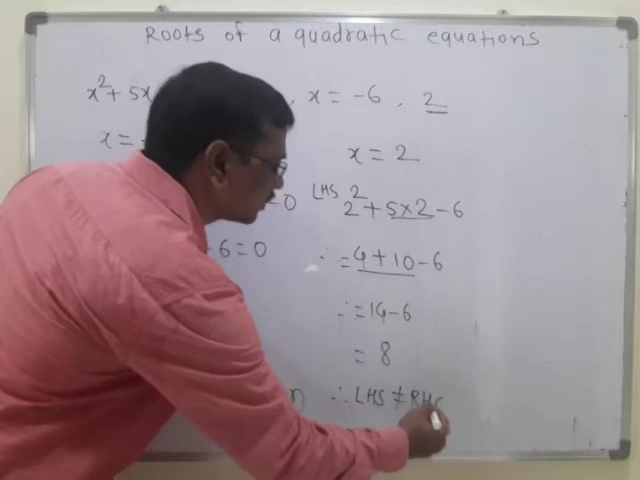 Roots of a quadratic equations
x² + 5x , x = -6 , 2
x = x = 2
=0 LHS 2² + 5×2 - 6
- 6 = 0 ∴ = 4 + 10 - 6
∴ = 14 - 6
= 8
∴ LHS ≠ RHS